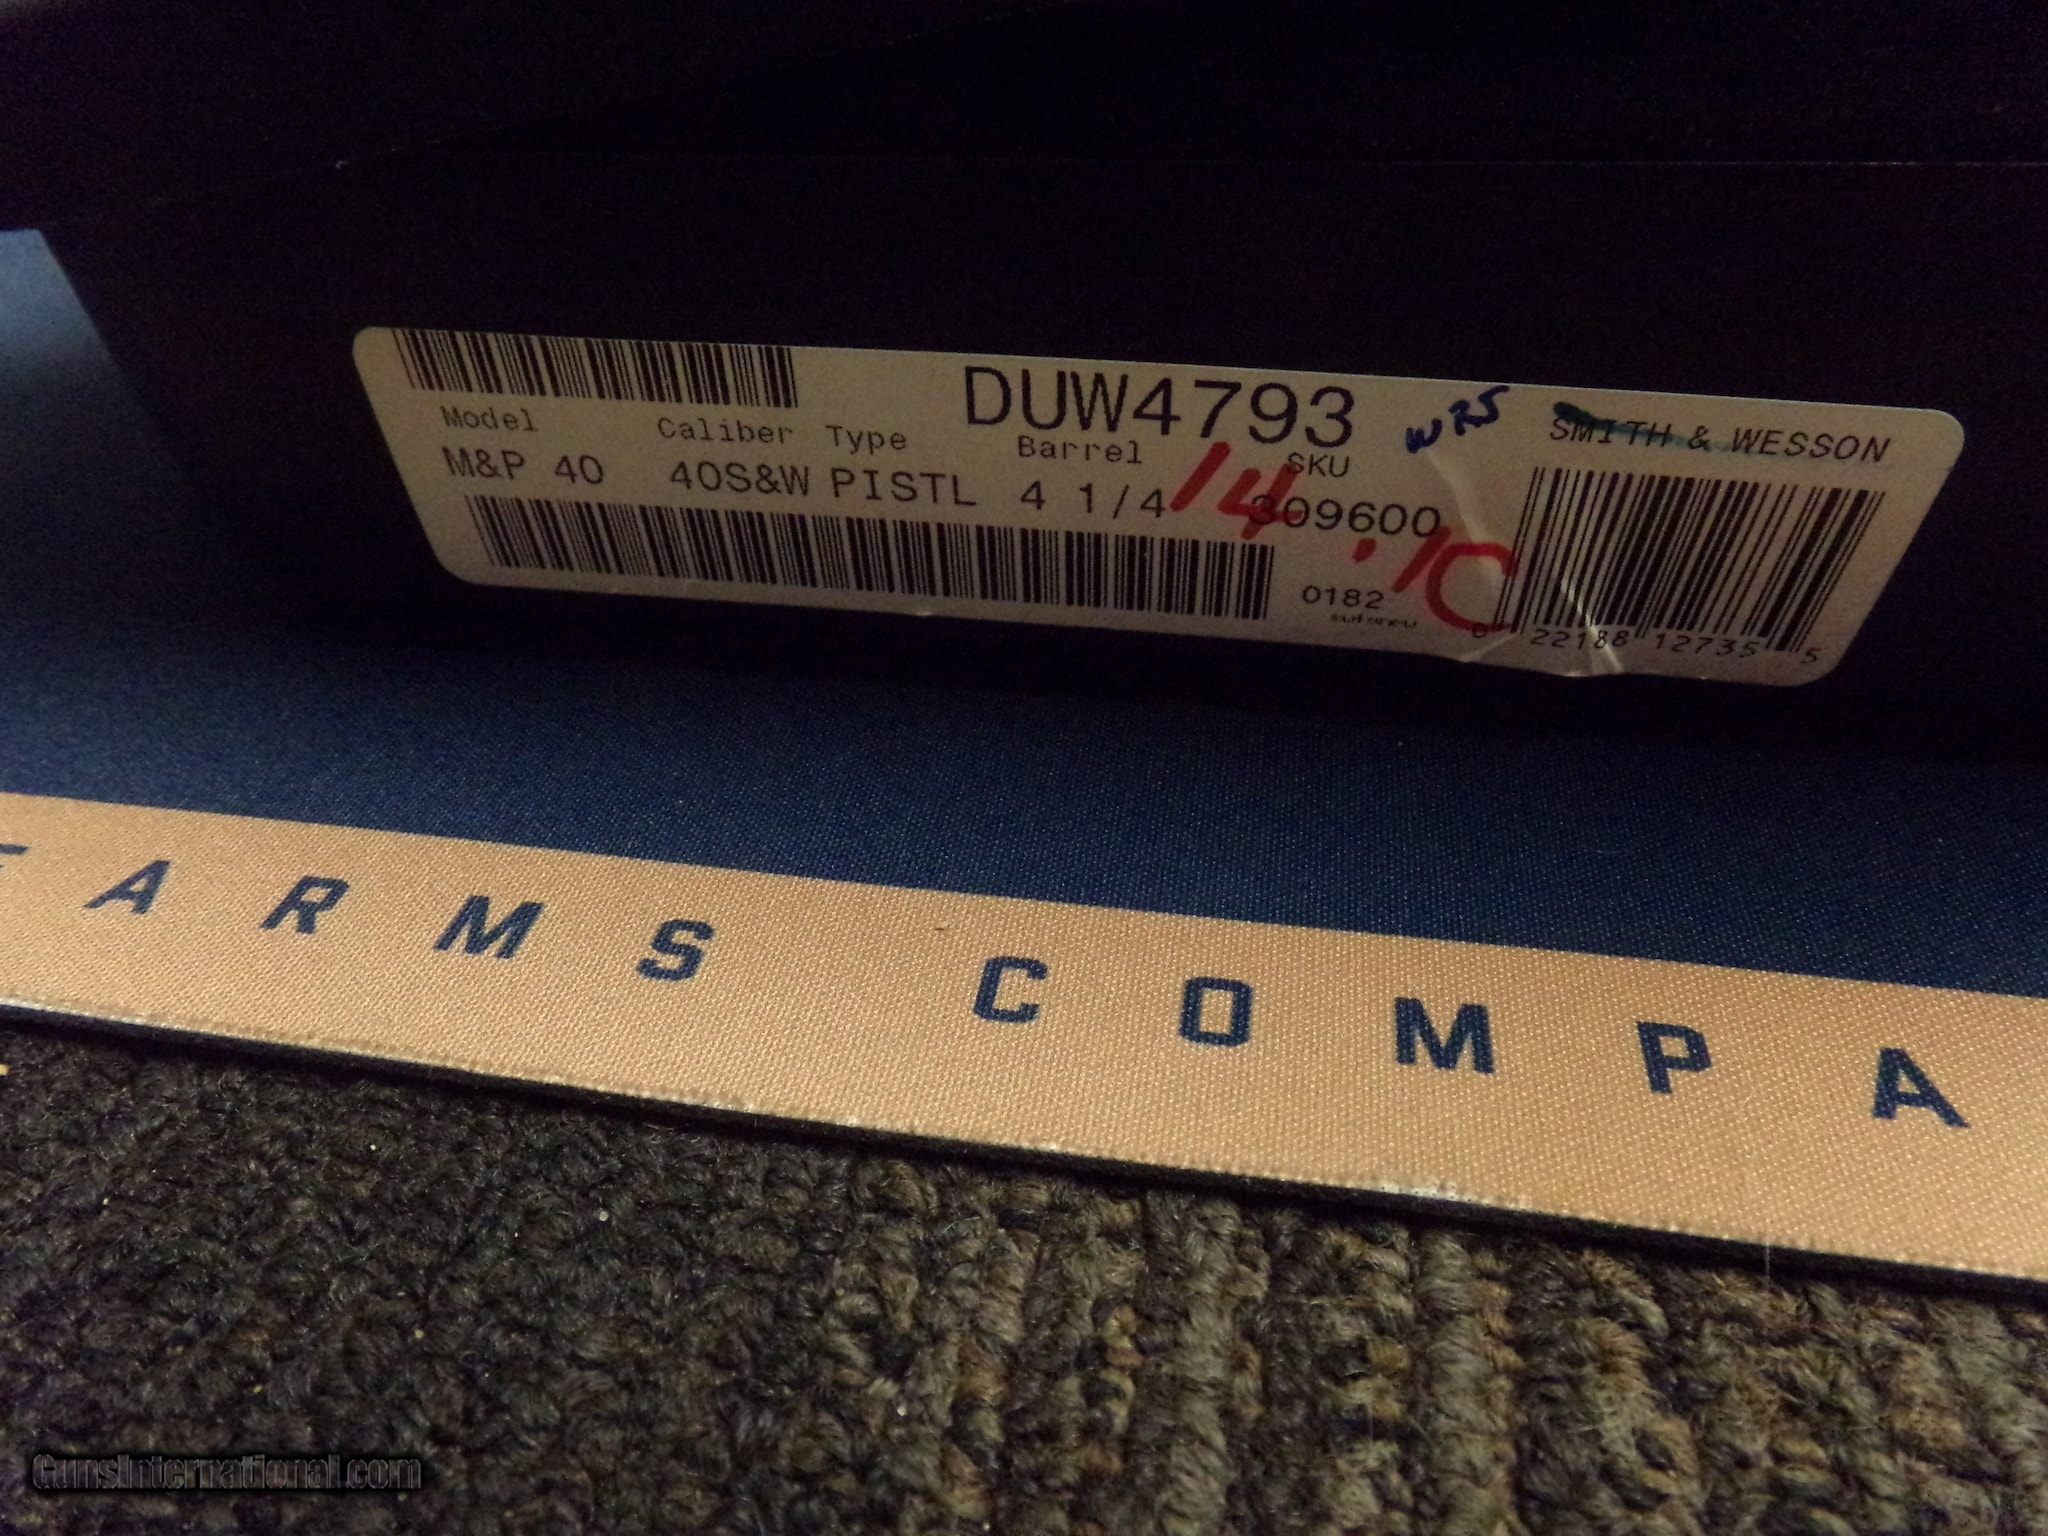 DUW4793
Model Caliber Type Barrel SKU
M&P 40 40S&W PISTL 4 1/4 309600
14.10
SMITH & WESSON
0182
6 22188 12735 5
ARMS COMPA
GunsInternational.com